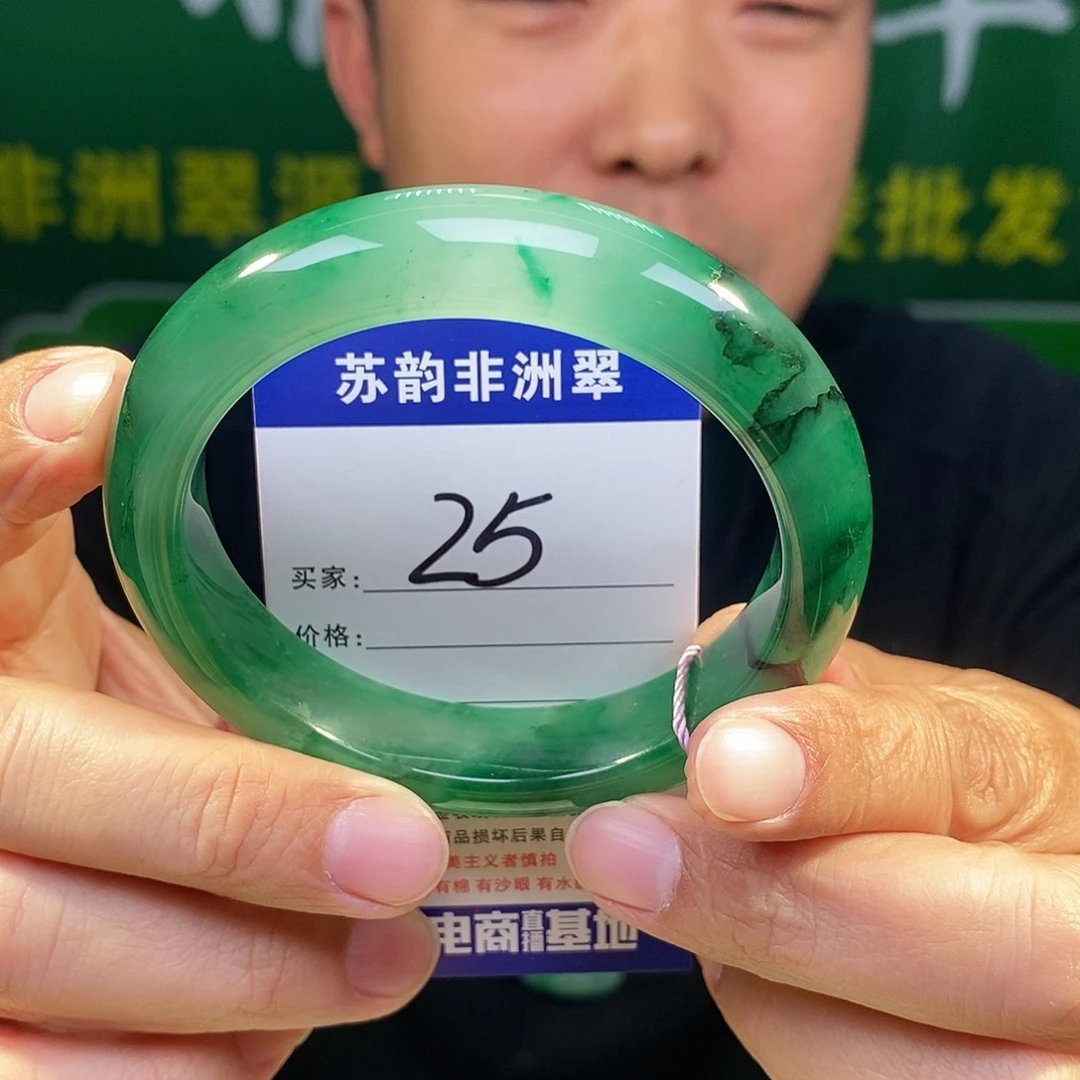 非洲翠源
批发
苏韵非洲翠
25
买家:
价格:
品损坏后果自
美主义者慎拍
有棉 有沙眼 有水
电商直播基地